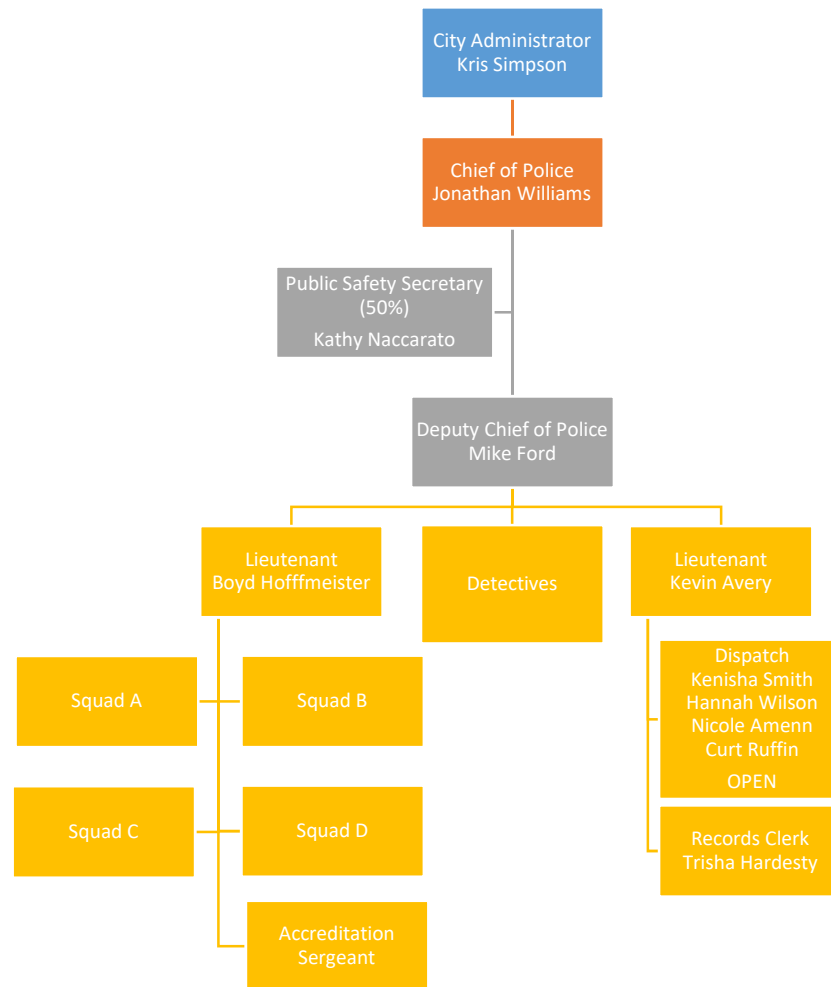 City Administrator
Kris Simpson
Chief of Police
Jonathan Williams
Public Safety Secretary
(50%)
Kathy Naccarato
Deputy Chief of Police
Mike Ford
Lieutenant
Boyd Hofffmeister
Detectives
Lieutenant
Kevin Avery
Squad A
Squad B
Dispatch
Kenisha Smith
Hannah Wilson
Nicole Amenn
Curt Ruffin
OPEN
Squad C
Squad D
Records Clerk
Trisha Hardesty
Accreditation
Sergeant